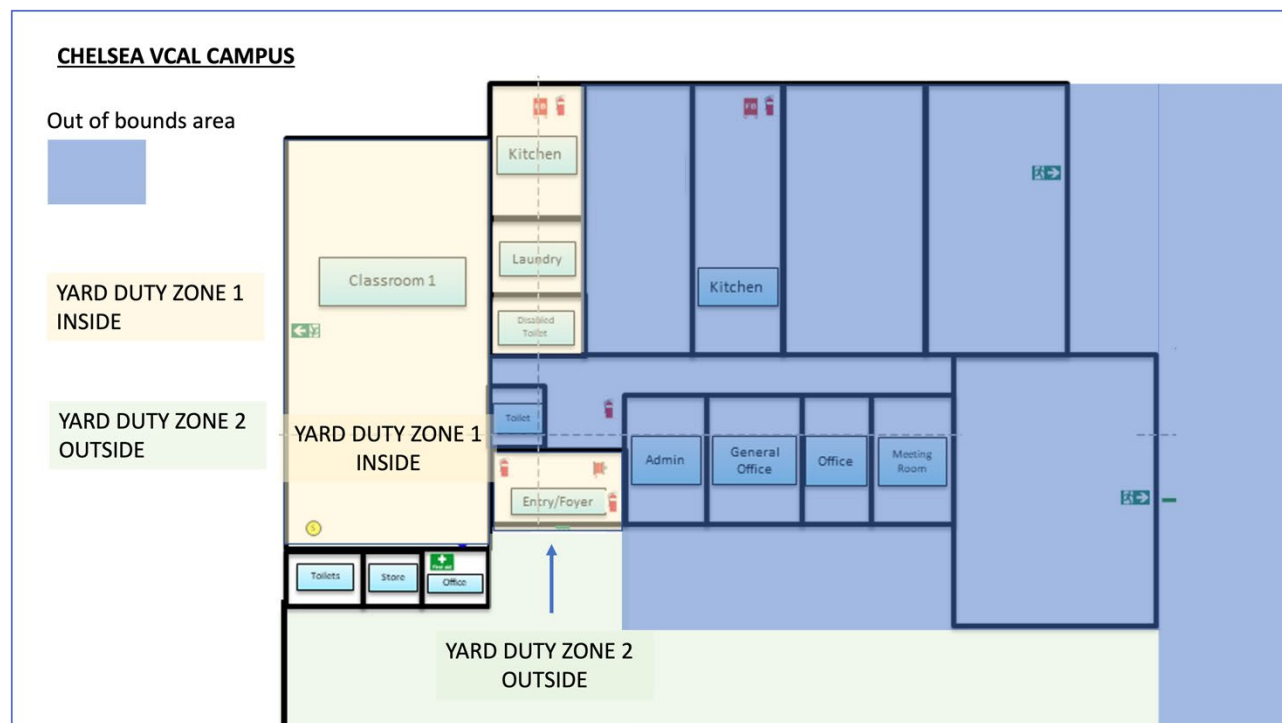 CHELSEA VCAL CAMPUS
Out of bounds area
YARD DUTY ZONE 1
INSIDE
YARD DUTY ZONE 2
OUTSIDE
Kitchen
Laundry
Disabled
Toilet
Classroom 1
Kitchen
Toilet
YARD DUTY ZONE 1
INSIDE
Entry/Foyer
Admin
General
Office
Office
Meeting
Room
S
Toilets
Store
First aid
Office
YARD DUTY ZONE 2
OUTSIDE